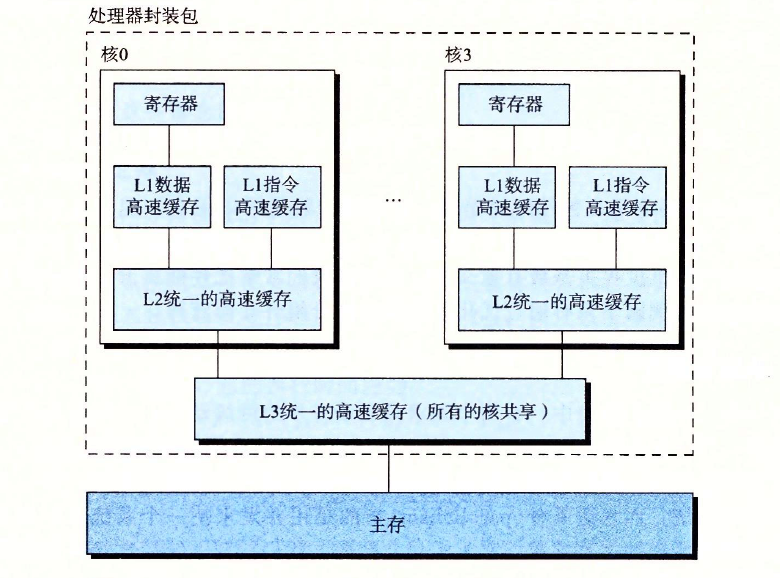 处理器封装包
核0
核3
寄存器
寄存器
L1数据
高速缓存
L1指令
高速缓存
…
L1数据
高速缓存
L1指令
高速缓存
L2统一的高速缓存
L2统一的高速缓存
L3统一的高速缓存（所有的核共享）
主存